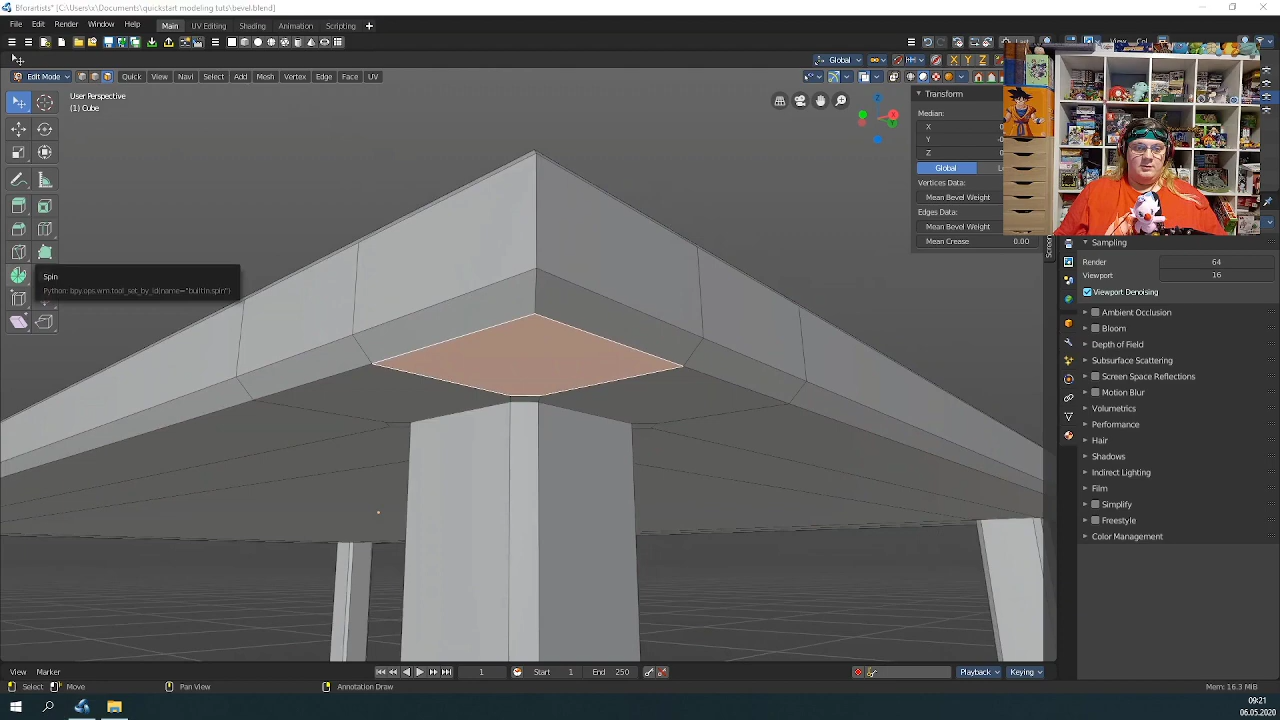 Bforartists* [C:\Users\x\Documents\quickstart modeling tuts\bevel.blend]
File Edit Render Window Help Main UV Editing Shading Animation Scripting +
Global X Y Z
Edit Mode Quick View Navi Select Add Mesh Vertex Edge Face UV
User Perspective
(1) Cube
Z
X
Y
Transform
Median:
X
Y
Z
Global
Vertices Data:
Mean Bevel Weight
Edges Data:
Mean Bevel Weight
Mean Crease 0.00
Screen
Spin
Python: bpy.ops.wm.tool_set_by_id(name="builtin.spin")
Sampling
Render 64
Viewport 16
Viewport Denoising
Ambient Occlusion
Bloom
Depth of Field
Subsurface Scattering
Screen Space Reflections
Motion Blur
Volumetrics
Performance
Hair
Shadows
Indirect Lighting
Film
Simplify
Freestyle
Color Management
View Marker 1 Start 1 End 250 Playback Keying
Select Move Pan View Annotation Draw Mem: 16.3 MiB
09:21
06.05.2020